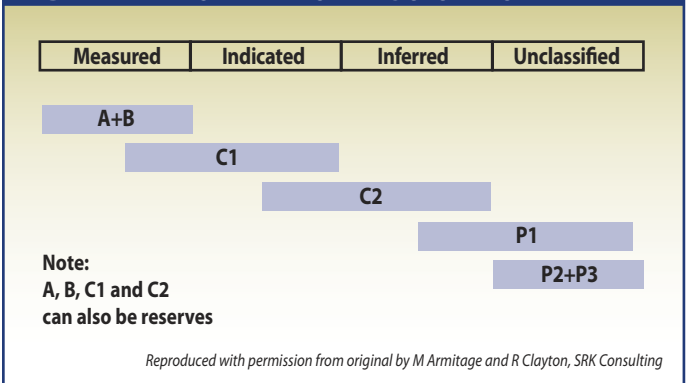 Measured Indicated Inferred Unclassified
A+B
C1
C2
P1
P2+P3
Note:
A, B, C1 and C2
can also be reserves
Reproduced with permission from original by M Armitage and R Clayton, SRK Consulting